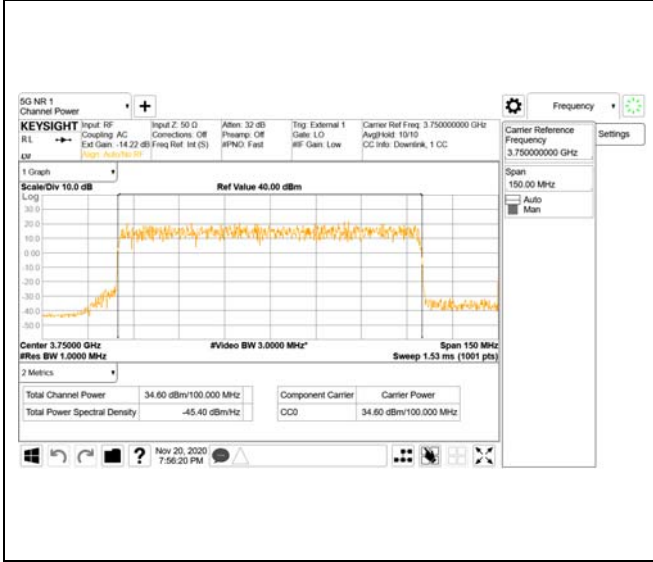 5G NR 1
Channel Power
Frequency
KEYSIGHT
RL
Input: RF
Coupling: AC
Ext Gain: -14.22 dB
Align: Auto/No RF
Input Z: 50 Ω
Corrections: Off
Freq Ref: Int (S)
Atten: 32 dB
Preamp: Off
#PNO: Fast
Trig: External 1
Gate: LO
#IF Gain: Low
Carrier Ref Freq: 3.750000000 GHz
Avg|Hold: 10/10
CC Info: Downlink, 1 CC
Carrier Reference
Frequency
3.750000000 GHz
Settings
Span
150.00 MHz
Auto
Man
1 Graph
Scale/Div 10.0 dB
Ref Value 40.00 dBm
Log
30.0
20.0
10.0
0.00
-10.0
-20.0
-30.0
-40.0
-50.0
Center 3.75000 GHz
#Video BW 3.0000 MHz*
Span 150 MHz
#Res BW 1.0000 MHz
Sweep 1.53 ms (1001 pts)
2 Metrics
Total Channel Power
34.60 dBm/100.000 MHz
Total Power Spectral Density
-45.40 dBm/Hz
Component Carrier
Carrier Power
CC0
34.60 dBm/100.000 MHz
?
Nov 20, 2020
7:56:20 PM